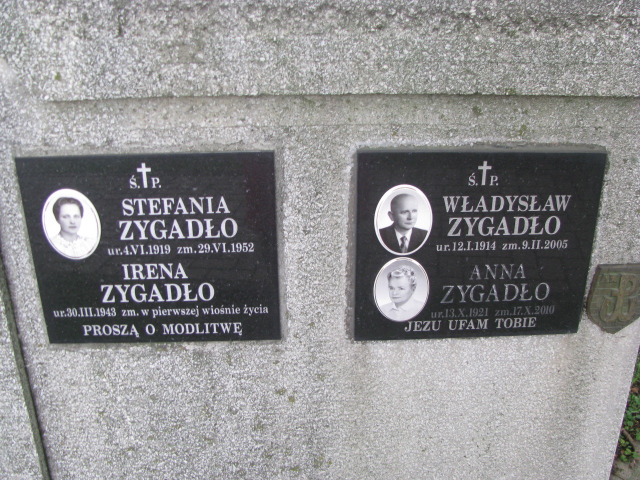 Ś. P.
STEFANIA
ZYGADŁO
ur.4.VI.1919 zm.29.VI.1952
IRENA
ZYGADŁO
ur.30.III.1943 zm. w pierwszej wiośnie życia
PROSZĄ O MODLITWĘ
Ś. P.
WŁADYSŁAW
ZYGADŁO
ur.12.I.1914 zm.9.II.2005
ANNA
ZYGADŁO
ur.13.X.1921 zm.17.X.2010
JEZU UFAM TOBIE